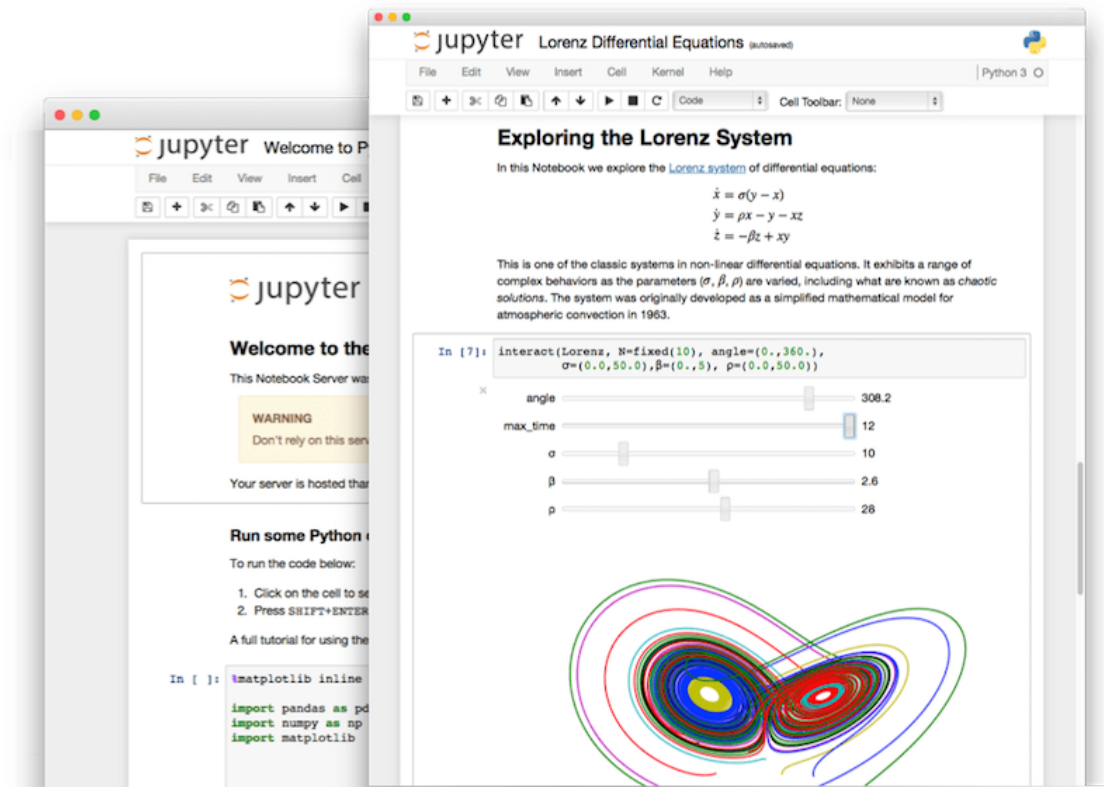 jupyter Lorenz Differential Equations (autosaved)
File Edit View Insert Cell Kernel Help Python 3
Code Cell Toolbar: None
Exploring the Lorenz System
In this Notebook we explore the Lorenz system of differential equations:
ẋ = σ(y − x)
ẏ = ρx − y − xz
ż = −βz + xy
This is one of the classic systems in non-linear differential equations. It exhibits a range of
complex behaviors as the parameters (σ, β, ρ) are varied, including what are known as chaotic
solutions. The system was originally developed as a simplified mathematical model for
atmospheric convection in 1963.
In [7]: interact(Lorenz, N=fixed(10), angle=(0.,360.),
σ=(0.0,50.0),β=(0.,5), ρ=(0.0,50.0))
angle 308.2
max_time 12
σ 10
β 2.6
ρ 28
jupyter Welcome to P
File Edit View Insert Cell
jupyter
Welcome to the
This Notebook Server was
WARNING
Don't rely on this serv
Your server is hosted than
Run some Python
To run the code below:
1. Click on the cell to se
2. Press SHIFT+ENTER
A full tutorial for using the
In [ ]: %matplotlib inline
import pandas as pd
import numpy as np
import matplotlib